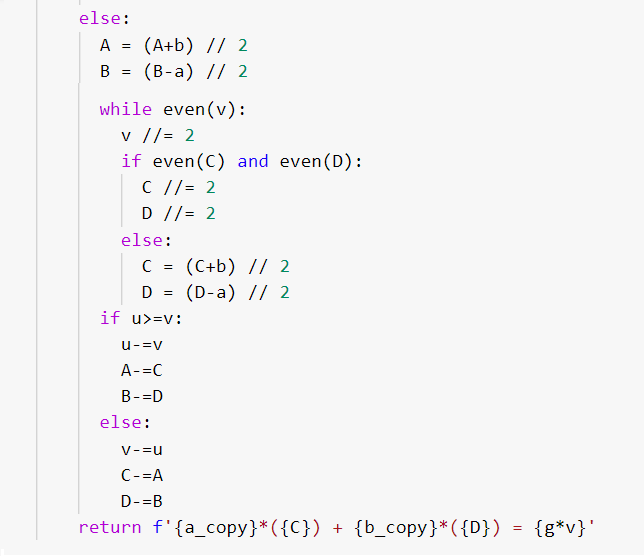 else:
A = (A+b) // 2
B = (B-a) // 2
while even(v):
v //= 2
if even(C) and even(D):
C //= 2
D //= 2
else:
C = (C+b) // 2
D = (D-a) // 2
if u>=v:
u-=v
A-=C
B-=D
else:
v-=u
C-=A
D-=B
return f'{a_copy}*({C}) + {b_copy}*({D}) = {g*v}'